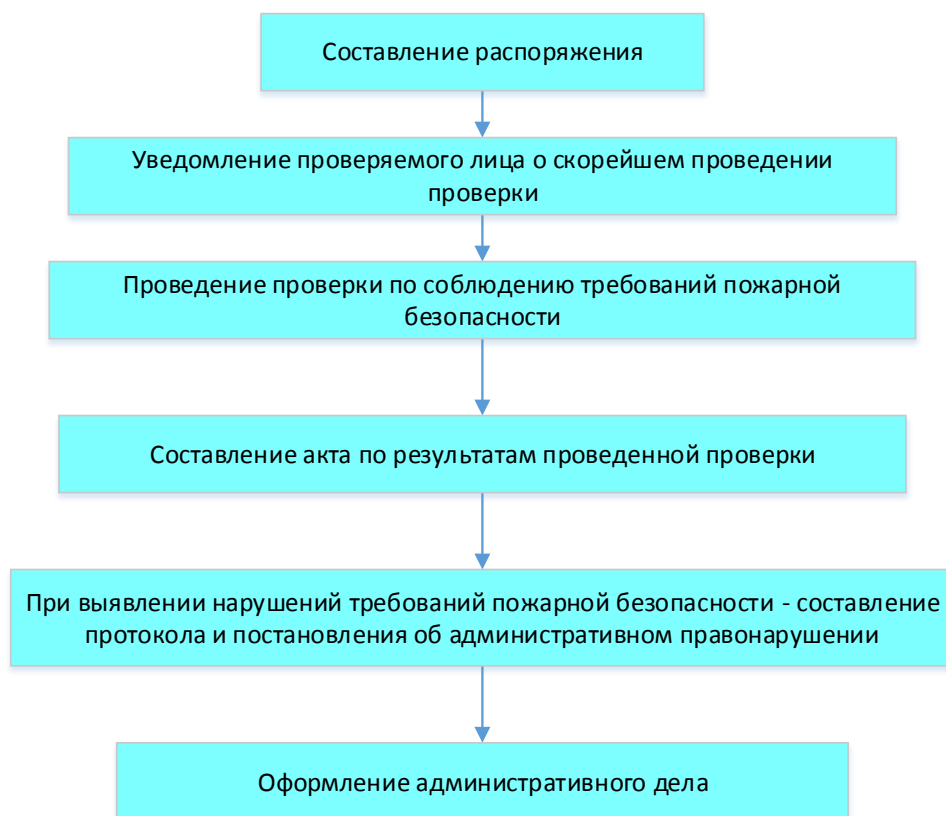 Составление распоряжения
Уведомление проверяемого лица о скорейшем проведении
проверки
Проведение проверки по соблюдению требований пожарной
безопасности
Составление акта по результатам проведенной проверки
При выявлении нарушений требований пожарной безопасности - составление
протокола и постановления об административном правонарушении
Оформление административного дела